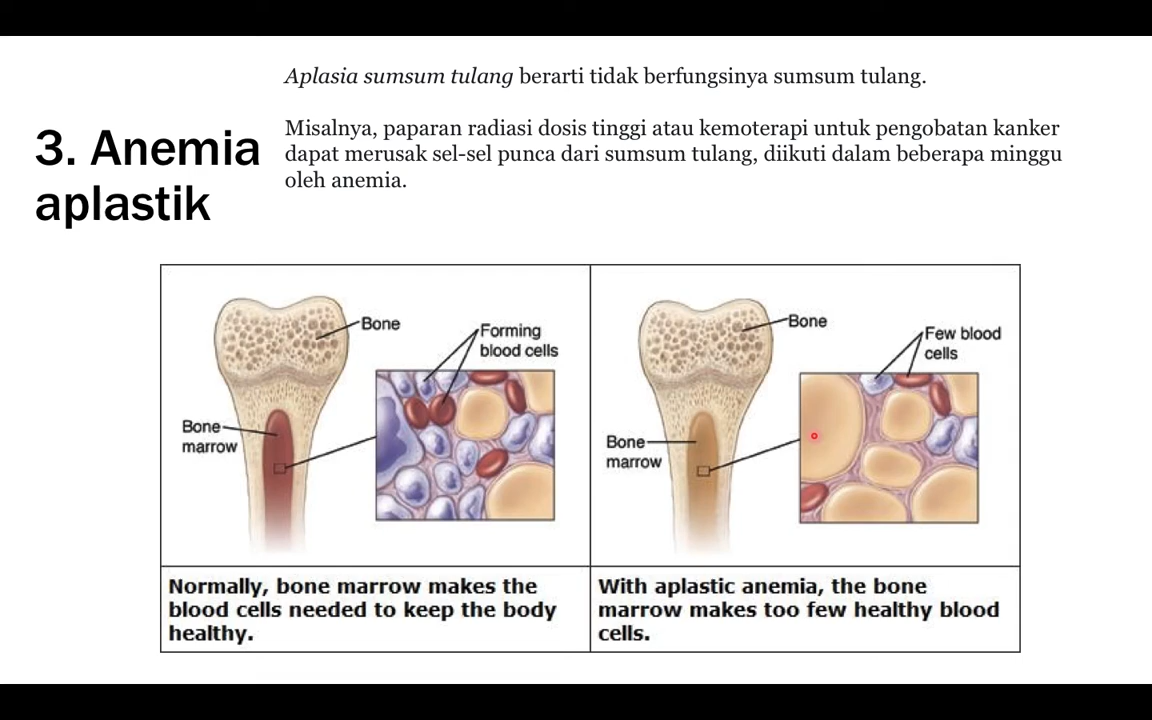 3. Anemia
aplastik
Aplasia sumsum tulang berarti tidak berfungsinya sumsum tulang.
Misalnya, paparan radiasi dosis tinggi atau kemoterapi untuk pengobatan kanker
dapat merusak sel-sel punca dari sumsum tulang, diikuti dalam beberapa minggu
oleh anemia.
Bone
Forming
blood cells
Bone
marrow
Normally, bone marrow makes the
blood cells needed to keep the body
healthy.
Bone
Few blood
cells
Bone
marrow
With aplastic anemia, the bone
marrow makes too few healthy blood
cells.